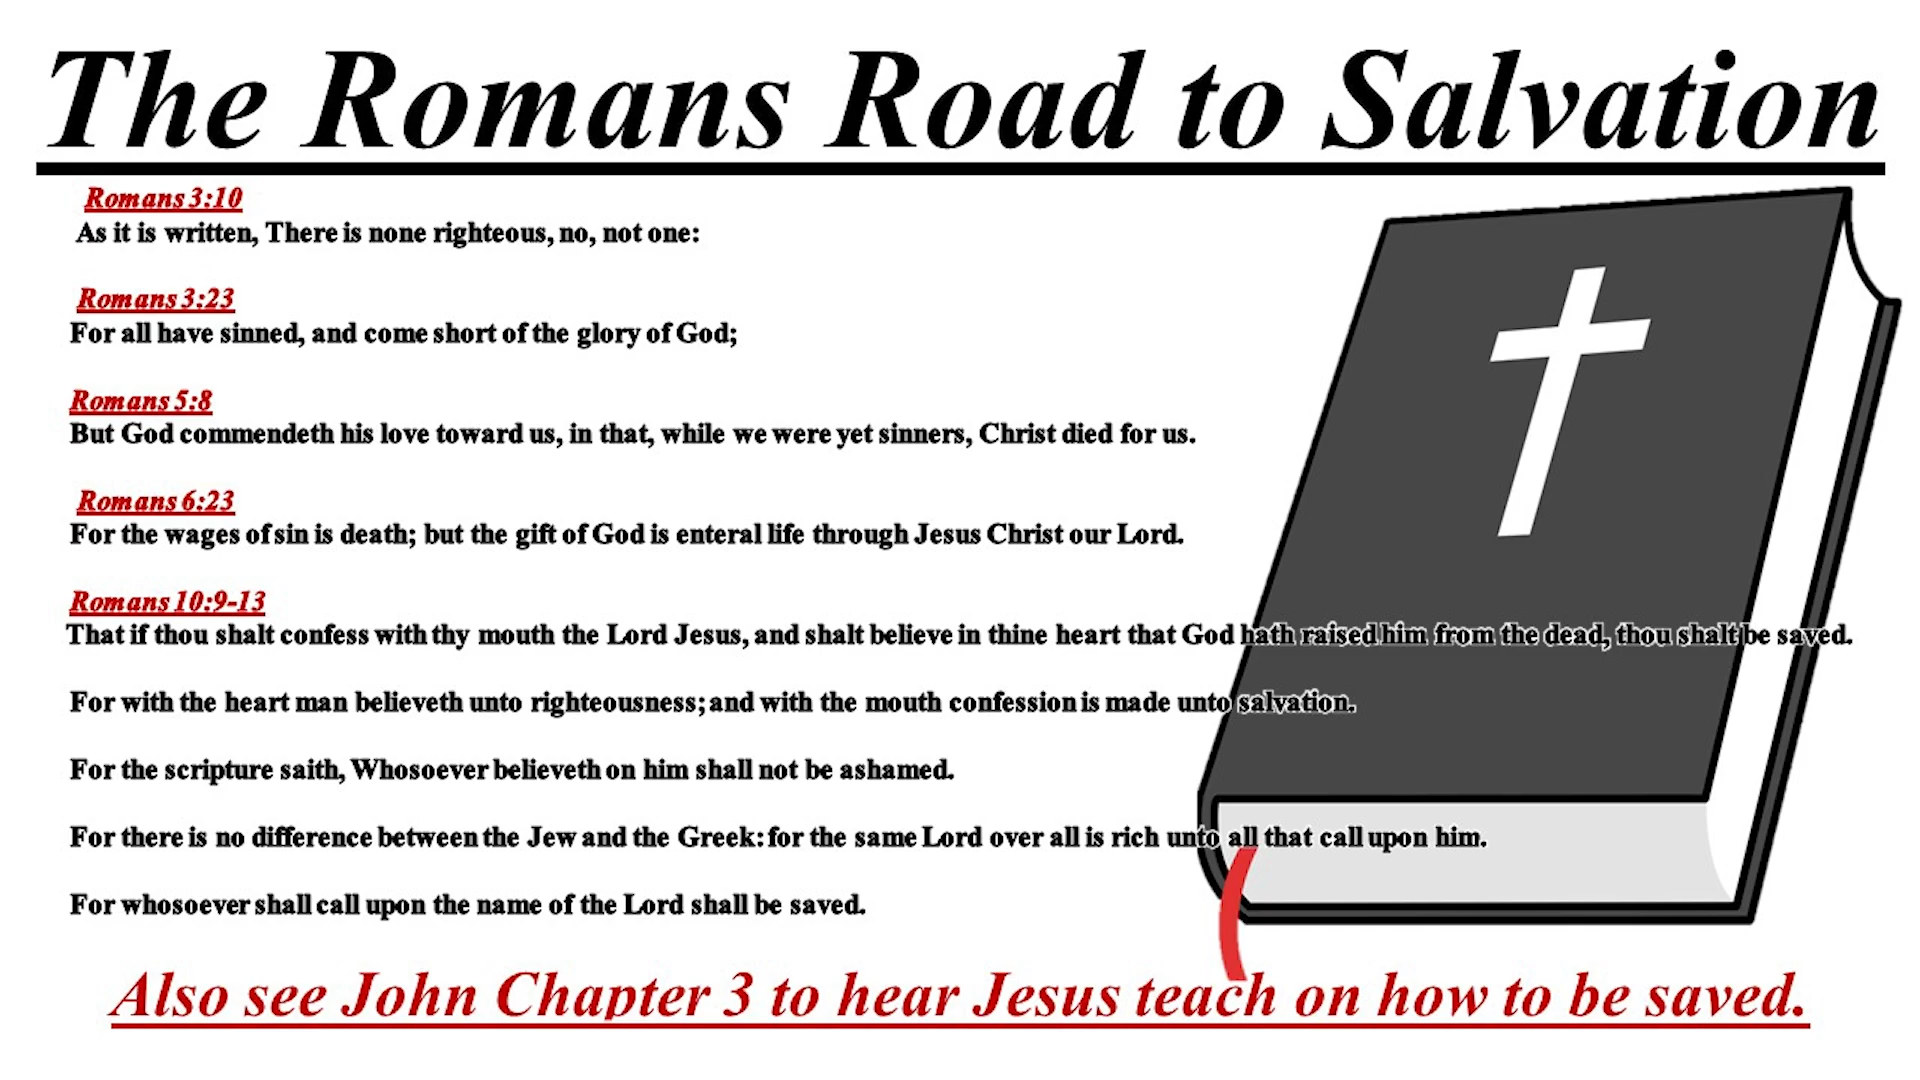 The Romans Road to Salvation
Romans 3:10
As it is written, There is none righteous, no, not one:
Romans 3:23
For all have sinned, and come short of the glory of God;
Romans 5:8
But God commendeth his love toward us, in that, while we were yet sinners, Christ died for us.
Romans 6:23
For the wages of sin is death; but the gift of God is enteral life through Jesus Christ our Lord.
Romans 10:9-13
That if thou shalt confess with thy mouth the Lord Jesus, and shalt believe in thine heart that God hath raised him from the dead, thou shalt be saved.
For with the heart man believeth unto righteousness; and with the mouth confession is made unto salvation.
For the scripture saith, Whosoever believeth on him shall not be ashamed.
For there is no difference between the Jew and the Greek: for the same Lord over all is rich unto all that call upon him.
For whosoever shall call upon the name of the Lord shall be saved.
Also see John Chapter 3 to hear Jesus teach on how to be saved.